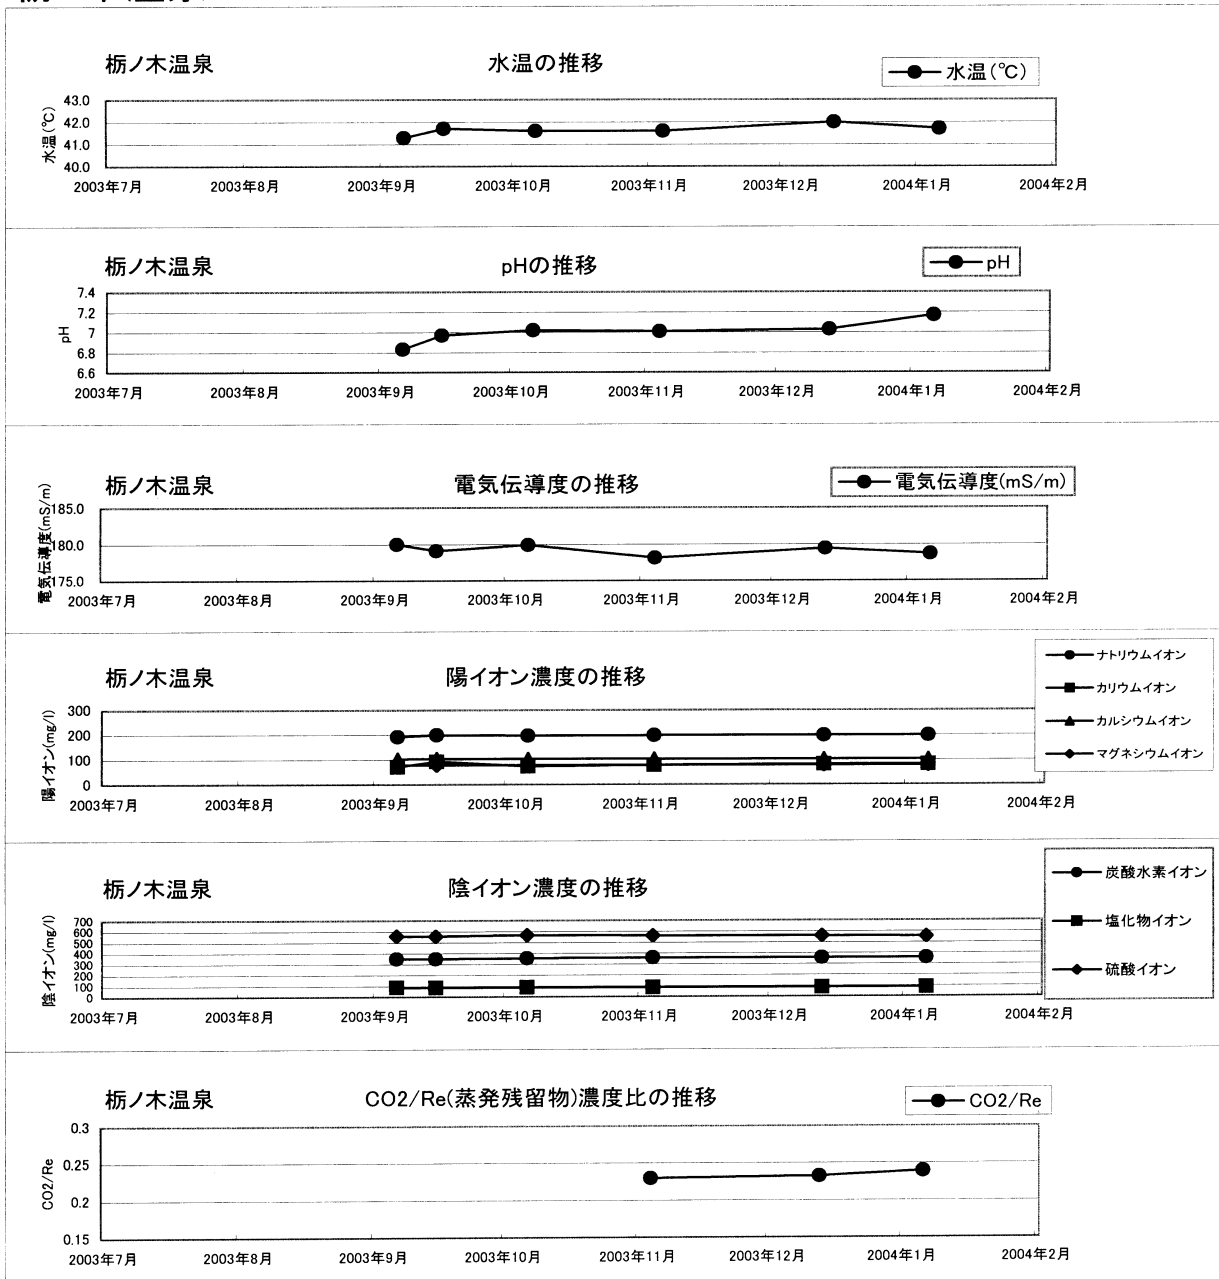 栃ノ木温泉
水温の推移
水温(℃)
水温(℃)
43.0
42.0
41.0
40.0
2003年7月 2003年8月 2003年9月 2003年10月 2003年11月 2003年12月 2004年1月 2004年2月
栃ノ木温泉
pHの推移
pH
pH
7.4
7.2
7
6.8
6.6
2003年7月 2003年8月 2003年9月 2003年10月 2003年11月 2003年12月 2004年1月 2004年2月
栃ノ木温泉
電気伝導度の推移
電気伝導度(mS/m)
電気伝導度(mS/m)
185.0
180.0
175.0
2003年7月 2003年8月 2003年9月 2003年10月 2003年11月 2003年12月 2004年1月 2004年2月
栃ノ木温泉
陽イオン濃度の推移
ナトリウムイオン
カリウムイオン
カルシウムイオン
マグネシウムイオン
陽イオン(mg/l)
300
200
100
0
2003年7月 2003年8月 2003年9月 2003年10月 2003年11月 2003年12月 2004年1月 2004年2月
栃ノ木温泉
陰イオン濃度の推移
炭酸水素イオン
塩化物イオン
硫酸イオン
陰イオン(mg/l)
700
600
500
400
300
200
100
0
2003年7月 2003年8月 2003年9月 2003年10月 2003年11月 2003年12月 2004年1月 2004年2月
栃ノ木温泉
CO2/Re(蒸発残留物)濃度比の推移
CO2/Re
CO2/Re
0.3
0.25
0.2
0.15
2003年7月 2003年8月 2003年9月 2003年10月 2003年11月 2003年12月 2004年1月 2004年2月